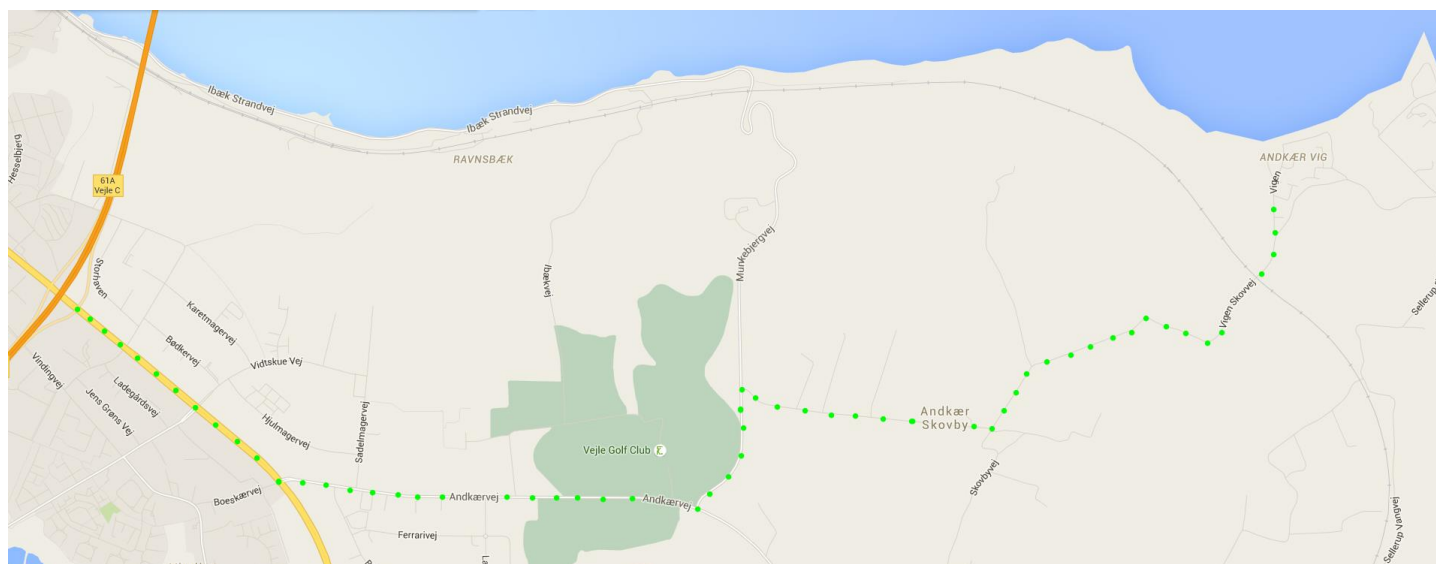 Ibæk Strandvej
Ibæk Strandvej
Hesselbjerg
RAVNSBÆK
ANDKÆR VIG
61A
Vejle C
Vigen
Munkebjergvej
Storhaven
Ibækvej
Vigen Skovvej
Sellerup
Karetmagervej
Bødkervej
Vindingvej
Vidtskue Vej
Ladegårdsvej
Jens Grøns Vej
Hjulmagervej
Sadelmagervej
Andkær
Skovby
Vejle Golf Club
Skovbyvej
Boeskærvej
Andkærvej
Andkærvej
Sellerup Vangvej
Ferrarivej
La